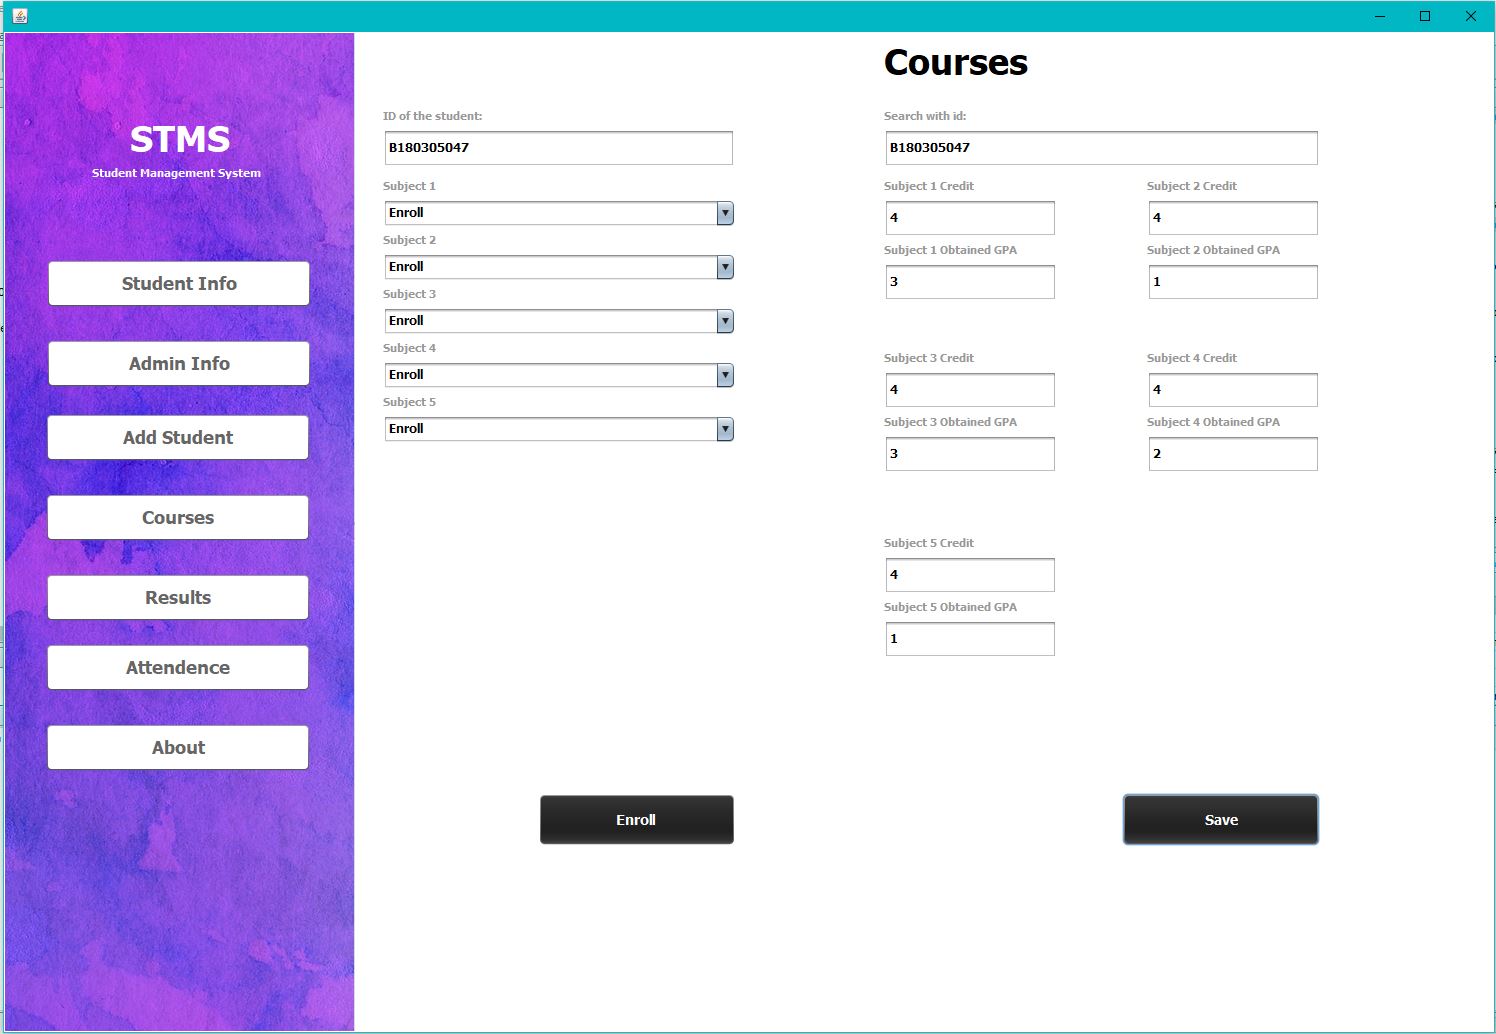 STMS
Student Management System
Student Info
Admin Info
Add Student
Courses
Results
Attendence
About
Courses
ID of the student:
B180305047
Subject 1
Enroll
Subject 2
Enroll
Subject 3
Enroll
Subject 4
Enroll
Subject 5
Enroll
Enroll
Search with id:
B180305047
Subject 1 Credit
4
Subject 1 Obtained GPA
3
Subject 2 Credit
4
Subject 2 Obtained GPA
1
Subject 3 Credit
4
Subject 3 Obtained GPA
3
Subject 4 Credit
4
Subject 4 Obtained GPA
2
Subject 5 Credit
4
Subject 5 Obtained GPA
1
Save